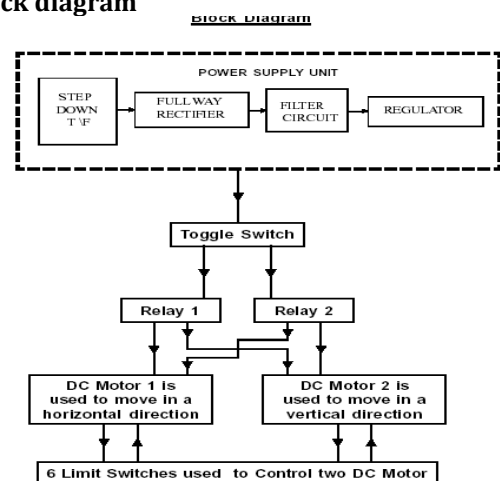 ck diagram
Block Diagram
POWER SUPPLY UNIT
STEP
DOWN
T \F
FULL WAY
RECTIFIER
FILTER
CIRCUIT
REGULATOR
Toggle Switch
Relay 1
Relay 2
DC Motor 1 is
used to move in a
horizontal direction
DC Motor 2 is
used to move in a
vertical direction
6 Limit Switches used to Control two DC Motor